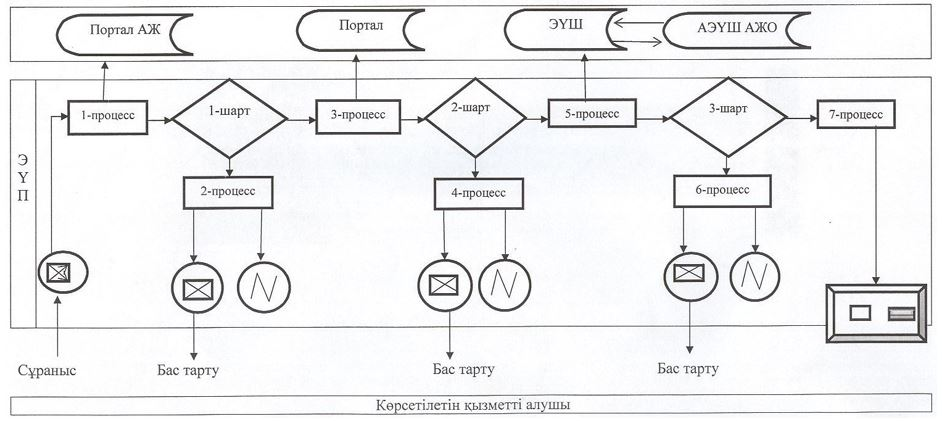 Портал АЖ
Портал
ЭҮШ
АЭҮШ АЖО
1-процесс
1-шарт
3-процесс
2-шарт
5-процесс
3-шарт
7-процесс
Э
Ү
П
2-процесс
4-процесс
6-процесс
Сұраныс
Бас тарту
Бас тарту
Бас тарту
Көрсетілетін қызметті алушы